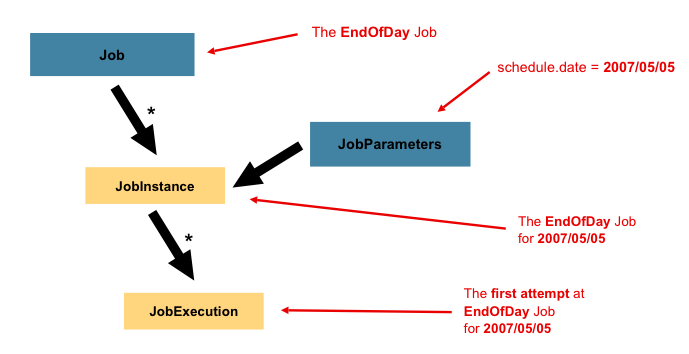 The EndOfDay Job
Job
schedule.date = 2007/05/05
*
JobParameters
JobInstance
The EndOfDay Job
for 2007/05/05
*
The first attempt at
EndOfDay Job
for 2007/05/05
JobExecution